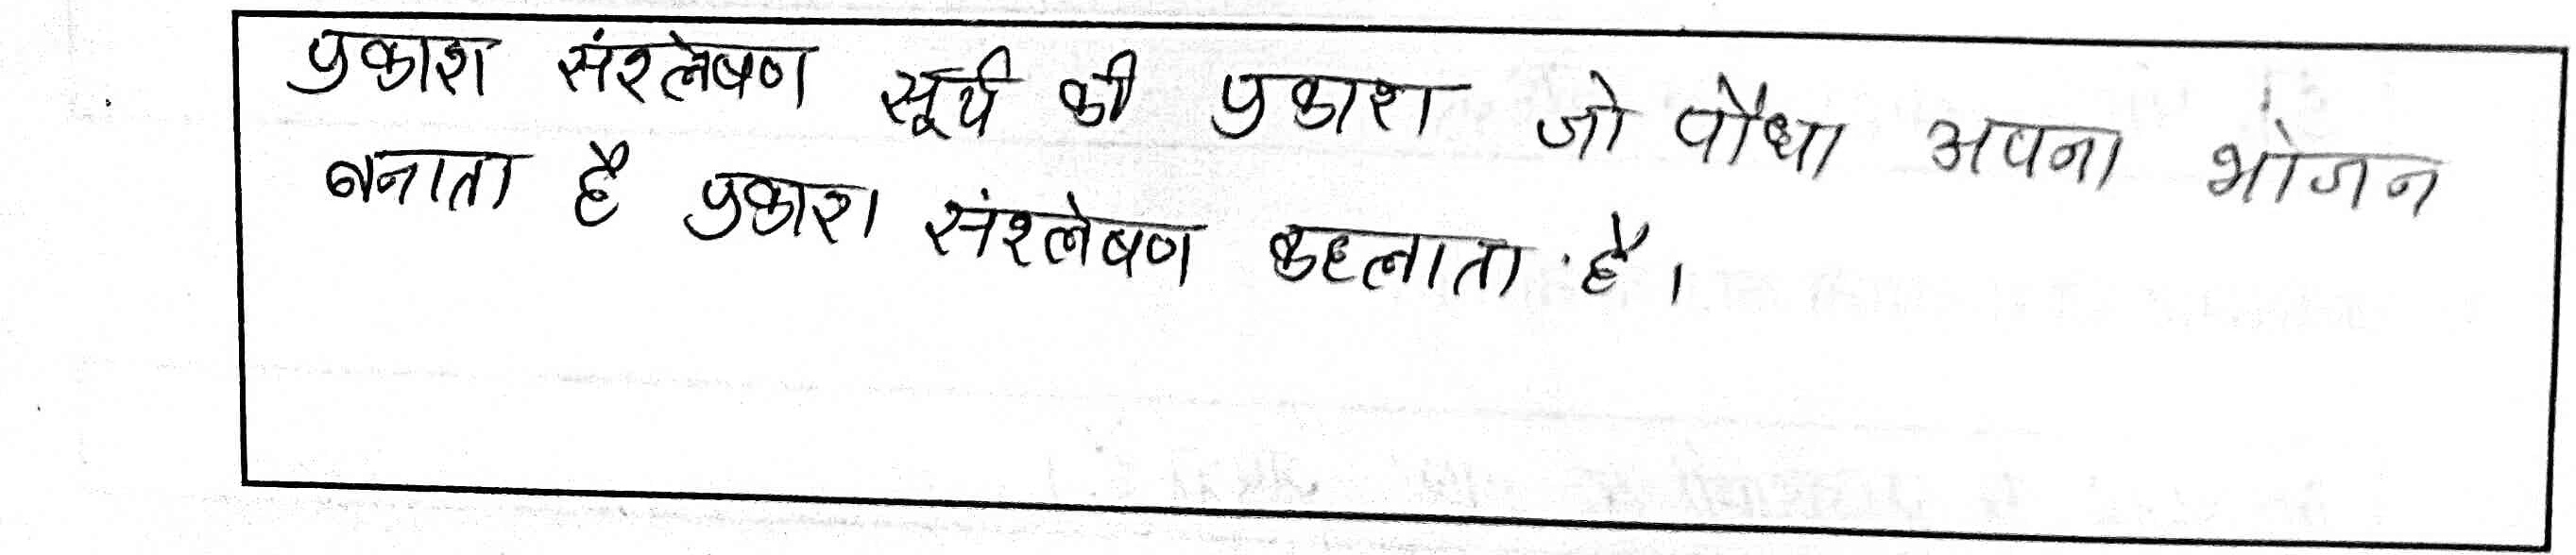 प्रकाश संश्लेषण सूर्य की प्रकाश जो पौधा अपना भोजन
बनाता है प्रकाश संश्लेषण कहलाता है।